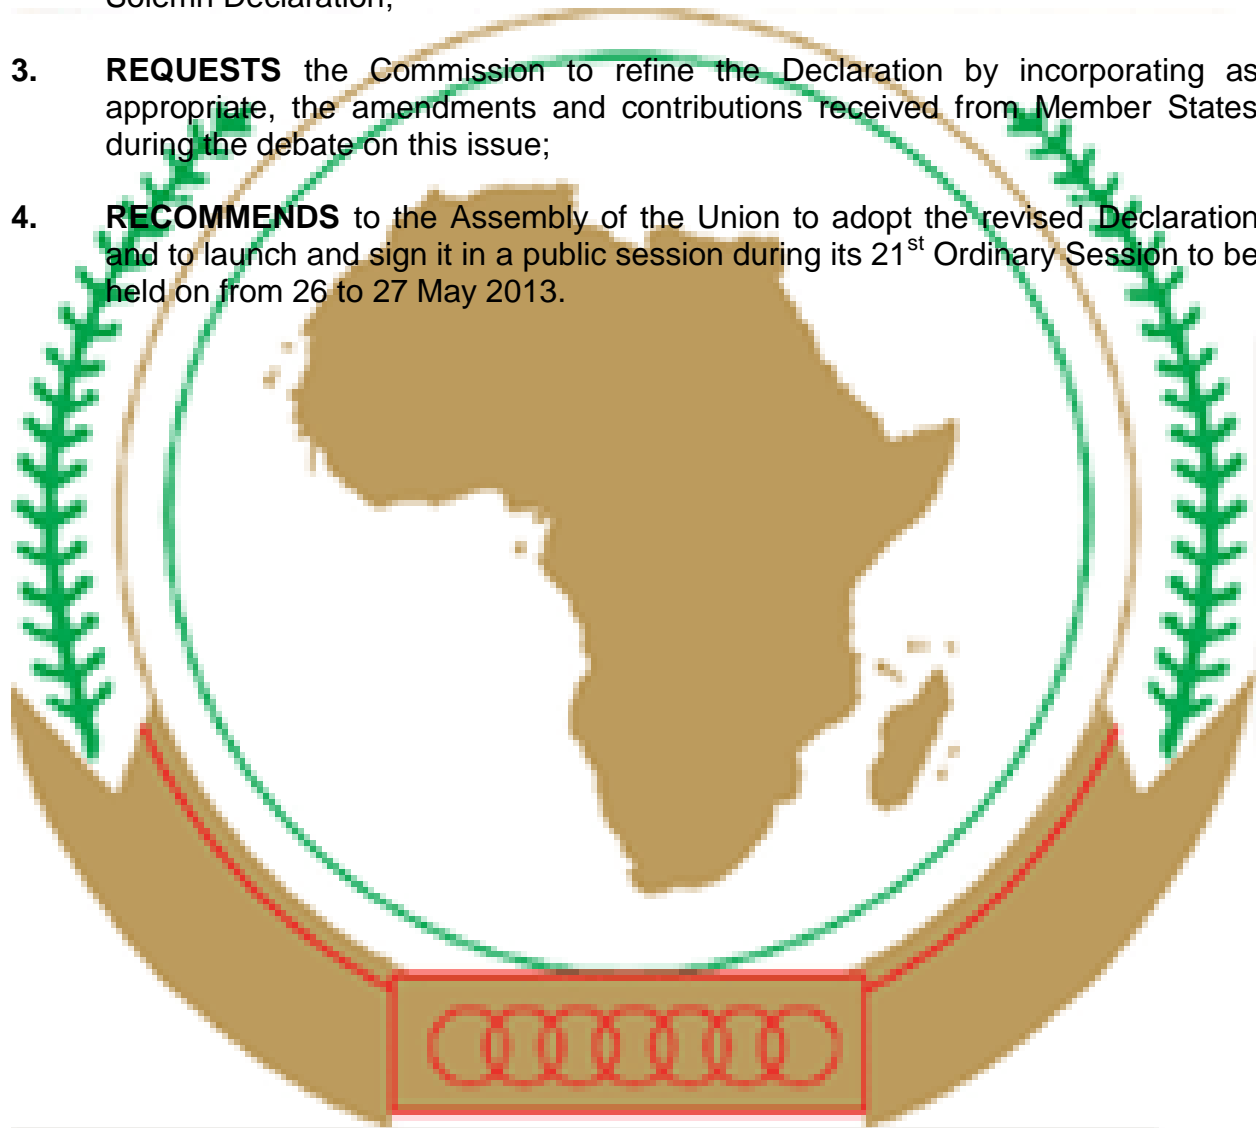 Solemn Declaration;
3. REQUESTS the Commission to refine the Declaration by incorporating as
appropriate, the amendments and contributions received from Member States
during the debate on this issue;
4. RECOMMENDS to the Assembly of the Union to adopt the revised Declaration
and to launch and sign it in a public session during its 21st Ordinary Session to be
held on from 26 to 27 May 2013.